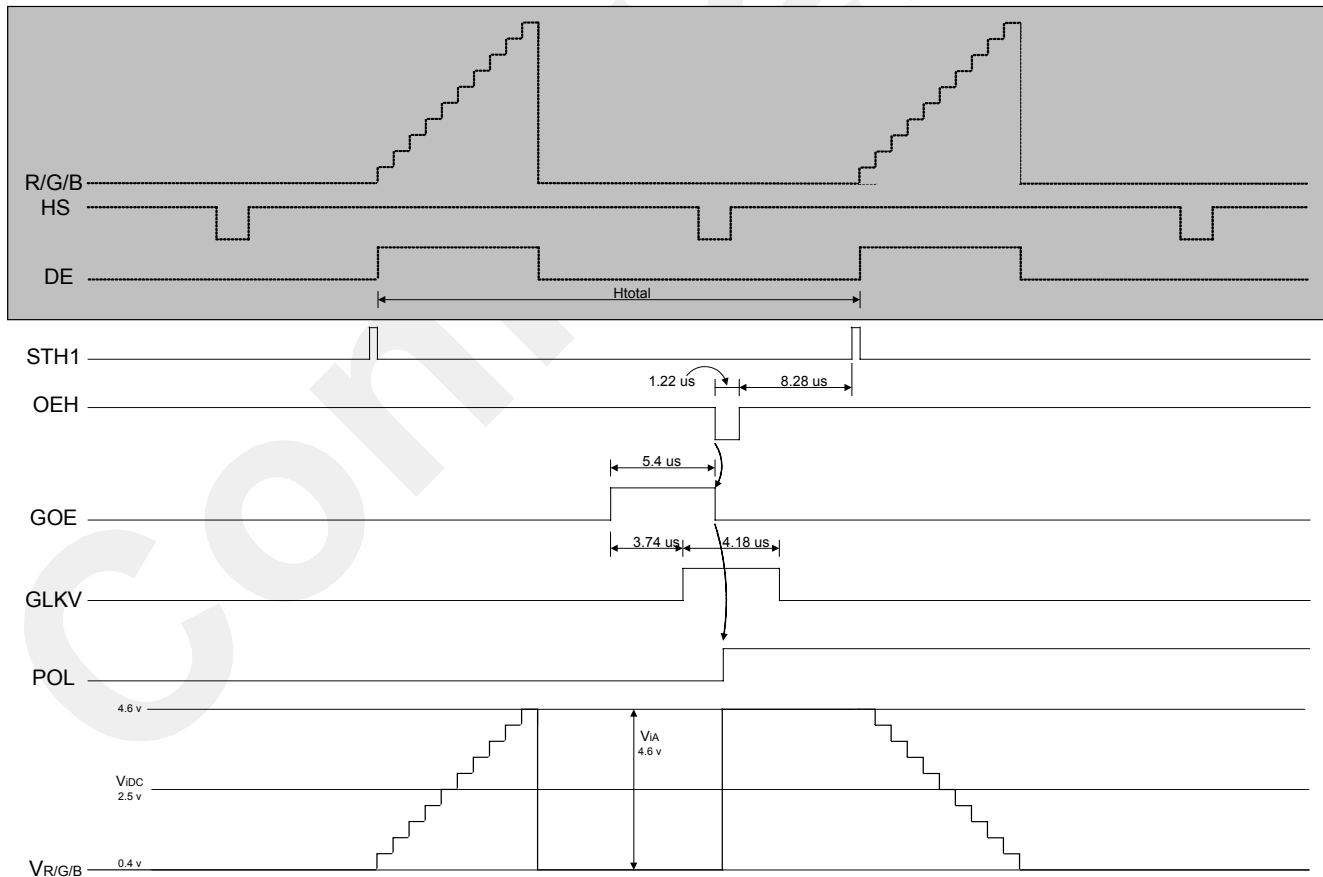 R/G/B
HS
DE
Htotal
STH1
1.22 us
8.28 us
OEH
5.4 us
GOE
3.74 us
4.18 us
GLKV
POL
4.6 v
ViA
4.6 v
ViDC
2.5 v
VR/G/B
0.4 v